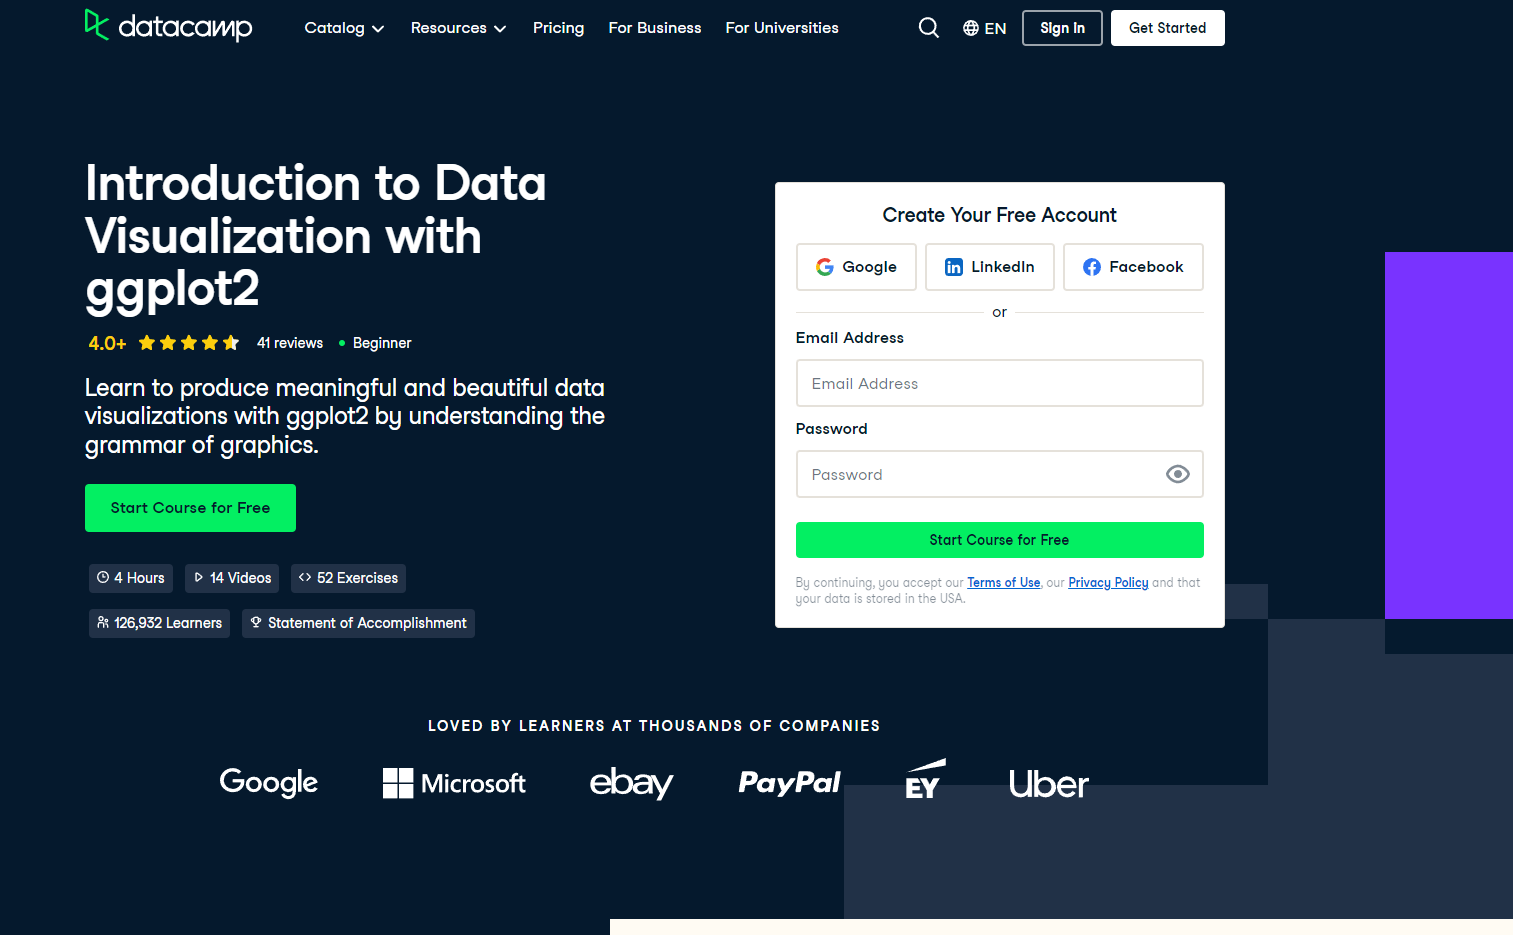 datacamp
Catalog Resources Pricing For Business For Universities EN Sign In Get Started
Introduction to Data
Visualization with
ggplot2
4.0+ 41 reviews Beginner
Learn to produce meaningful and beautiful data
visualizations with ggplot2 by understanding the
grammar of graphics.
Start Course for Free
4 Hours 14 Videos 52 Exercises
126,932 Learners Statement of Accomplishment
Create Your Free Account
Google LinkedIn Facebook
or
Email Address
Email Address
Password
Password
Start Course for Free
By continuing, you accept our Terms of Use, our Privacy Policy and that
your data is stored in the USA.
LOVED BY LEARNERS AT THOUSANDS OF COMPANIES
Google Microsoft ebay PayPal EY Uber